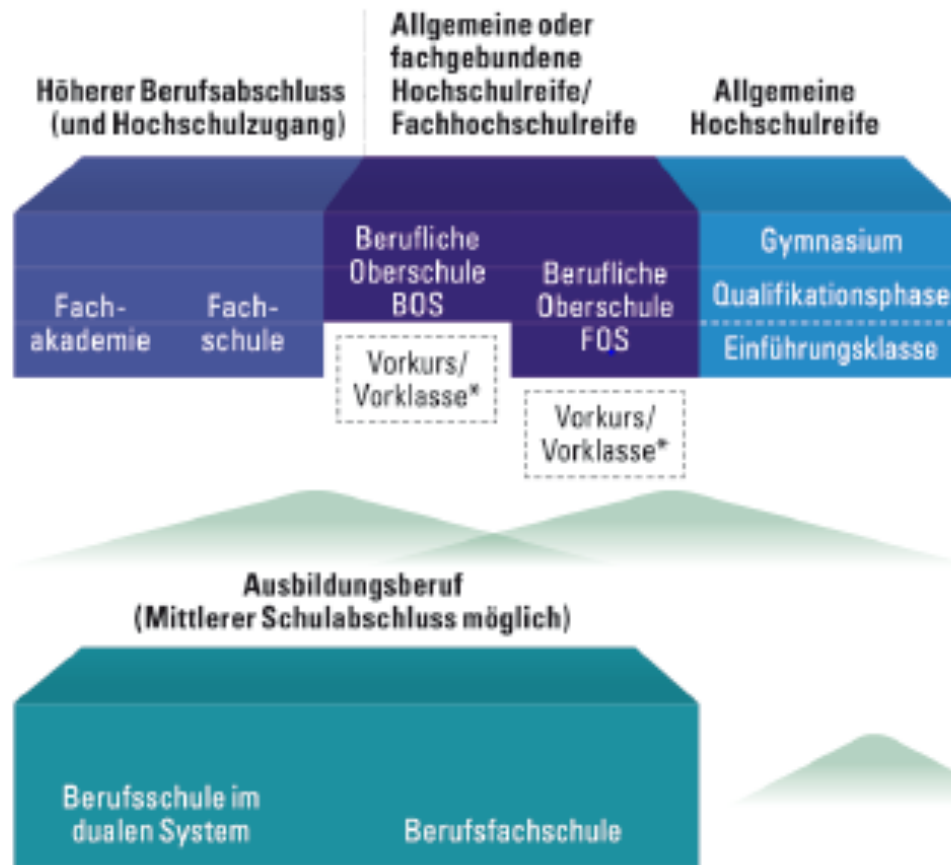 Höherer Berufsabschluss
(und Hochschulzugang)
Allgemeine oder
fachgebundene
Hochschulreife/
Fachhochschulreife
Allgemeine
Hochschulreife
Fach-
akademie
Fach-
schule
Berufliche
Oberschule
BOS
Vorkurs/
Vorklasse*
Berufliche
Oberschule
FOS
Vorkurs/
Vorklasse*
Gymnasium
Qualifikationsphase
Einführungsklasse
Ausbildungsberuf
(Mittlerer Schulabschluss möglich)
Berufsschule im
dualen System
Berufsfachschule